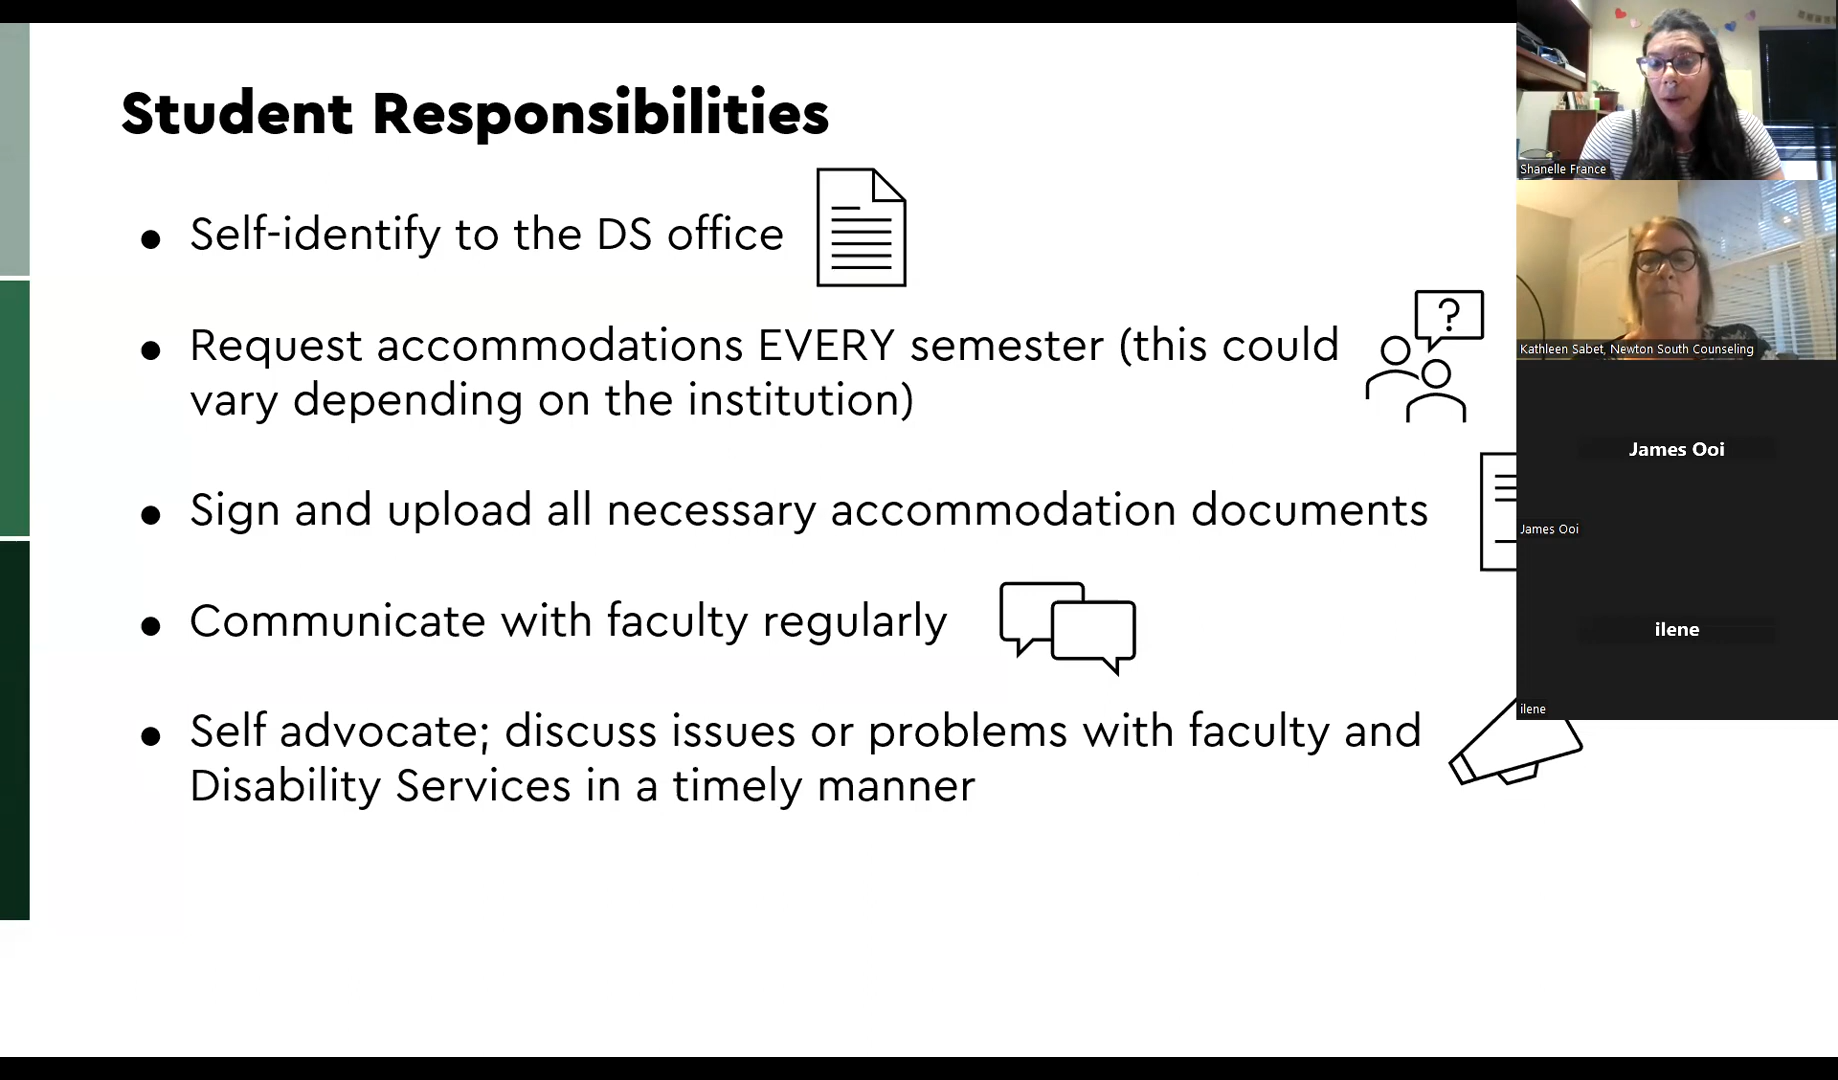 Student Responsibilities
● Self-identify to the DS office
● Request accommodations EVERY semester (this could
vary depending on the institution)
?
● Sign and upload all necessary accommodation documents
● Communicate with faculty regularly
● Self advocate; discuss issues or problems with faculty and
Disability Services in a timely manner
Shanelle France
Kathleen Sabet, Newton South Counseling
James Ooi
James Ooi
ilene
ilene